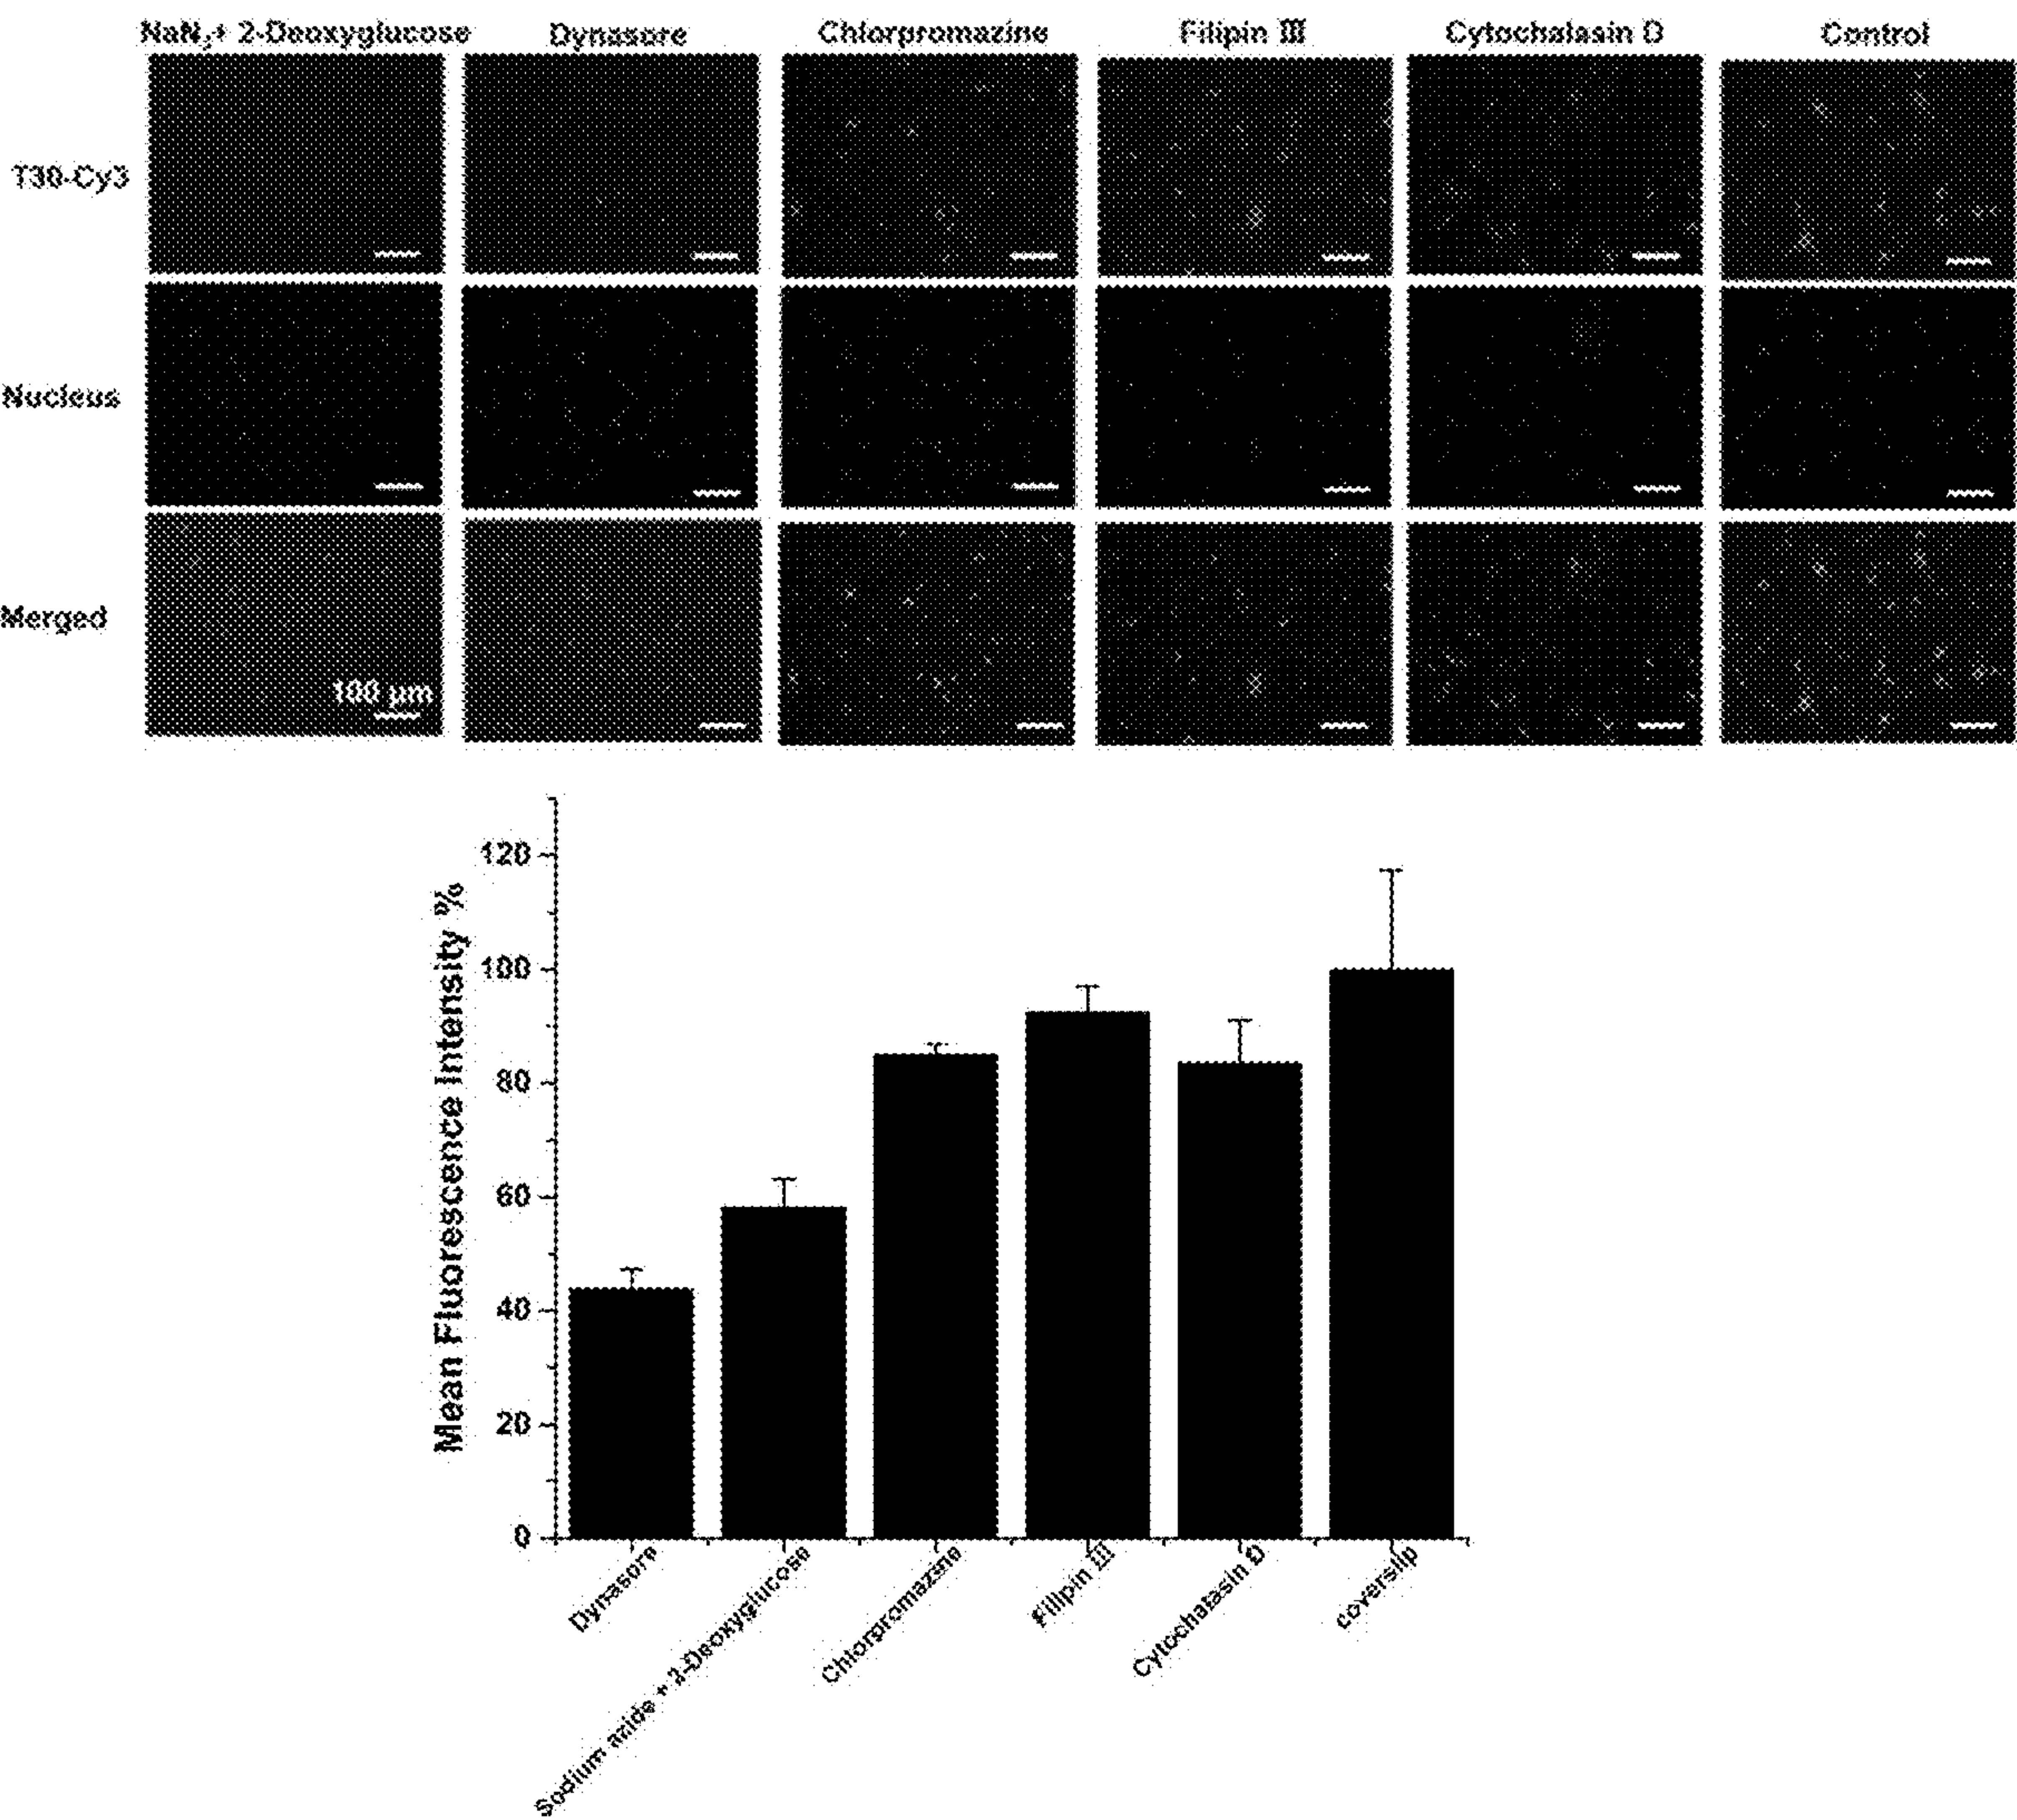 NaN3+ 2-Deoxyglucose Dynasore Chlorpromazine Filipin III Cytochalasin D Control
T30-Cy3
Nucleus
Merged
100 µm
Mean Fluorescence Intensity %
120
100
80
60
40
20
0
Dynasore
Sodium azide + 2-Deoxyglucose
Chlorpromazine
Filipin III
Cytochalasin D
coverslip